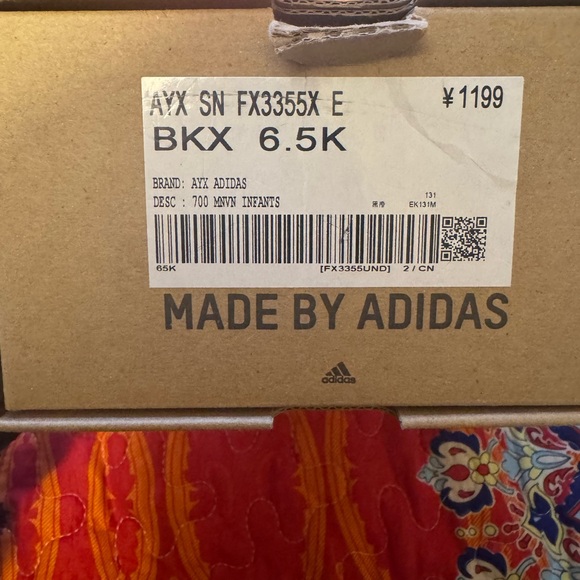 AYX SN FX3355X E ¥1199
BKX 6.5K
BRAND: AYX ADIDAS
DESC : 700 MNVN INFANTS
131
EK131M
65K [FX3355UND] 2 / CN
MADE BY ADIDAS
adidas